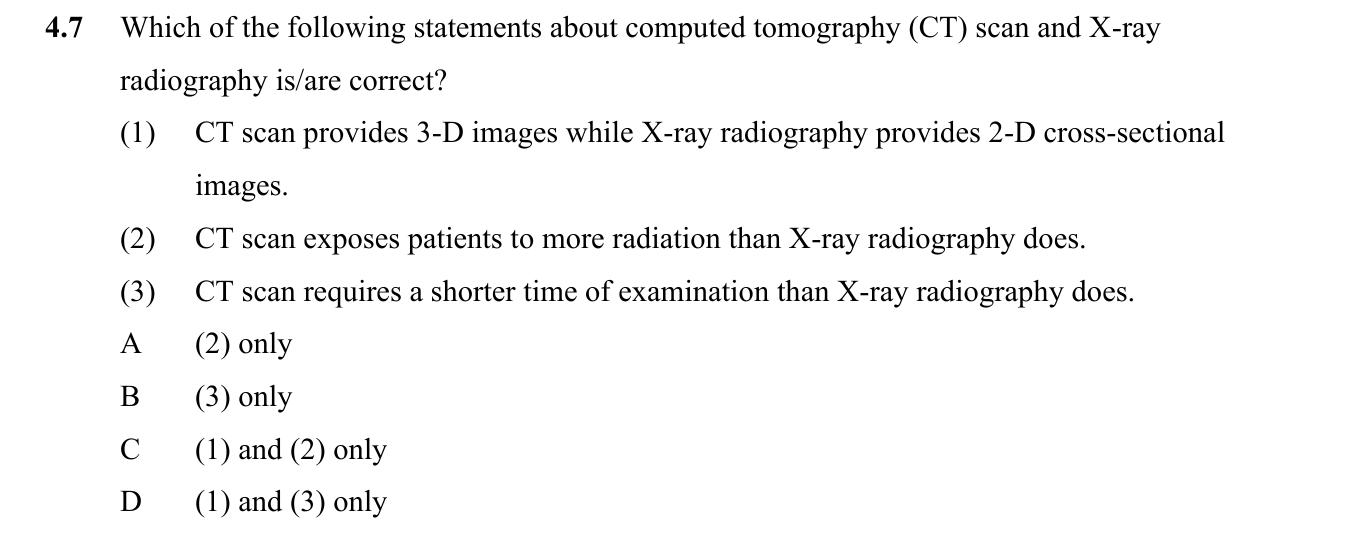 4.7 Which of the following statements about computed tomography (CT) scan and X-ray
radiography is/are correct?
(1) CT scan provides 3-D images while X-ray radiography provides 2-D cross-sectional
images.
(2) CT scan exposes patients to more radiation than X-ray radiography does.
(3) CT scan requires a shorter time of examination than X-ray radiography does.
A (2) only
B (3) only
C (1) and (2) only
D (1) and (3) only